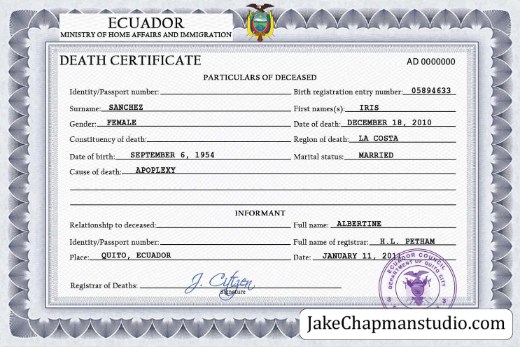 ECUADOR
MINISTRY OF HOME AFFAIRS AND IMMIGRATION
DEATH CERTIFICATE AD 0000000
PARTICULARS OF DECEASED
Identity/Passport number: Birth registration entry number: 05894633
Surname: SANCHEZ First names(s): IRIS
Gender: FEMALE Date of death: DECEMBER 18, 2010
Constituency of death: Region of death: LA COSTA
Date of birth: SEPTEMBER 6, 1954 Marital status: MARRIED
Cause of death: APOPLEXY
INFORMANT
Relationship to deceased: Full name: ALBERTINE
Identity/Passport number: Full name of registrar: H.L. PETHAM
Place: QUITO, ECUADOR Date: JANUARY 11, 2011
ECUADOR COUNCIL
DEPARTMENT OF QUITO CITY
Registrar of Deaths: J. Citizen
Signature
JakeChapmanstudio.com